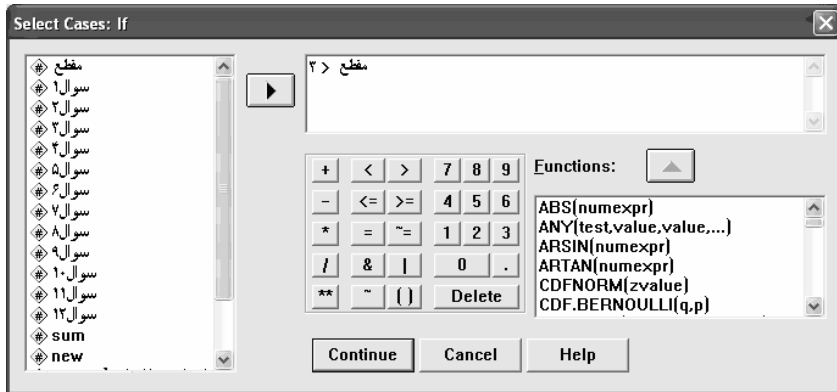 Select Cases: If
مقطع
سوال۱
سوال۲
سوال۳
سوال۴
سوال۵
سوال۶
سوال۷
سوال۸
سوال۹
سوال۱۰
سوال۱۱
سوال۱۲
sum
new
مقطع > ۳
+ < > 7 8 9
- <= >= 4 5 6
* = ~= 1 2 3
/ & | 0 .
** ~ () Delete
Functions:
ABS(numexpr)
ANY(test,value,value,...)
ARSIN(numexpr)
ARTAN(numexpr)
CDFNORM(zvalue)
CDF.BERNOULLI(q,p)
Continue Cancel Help